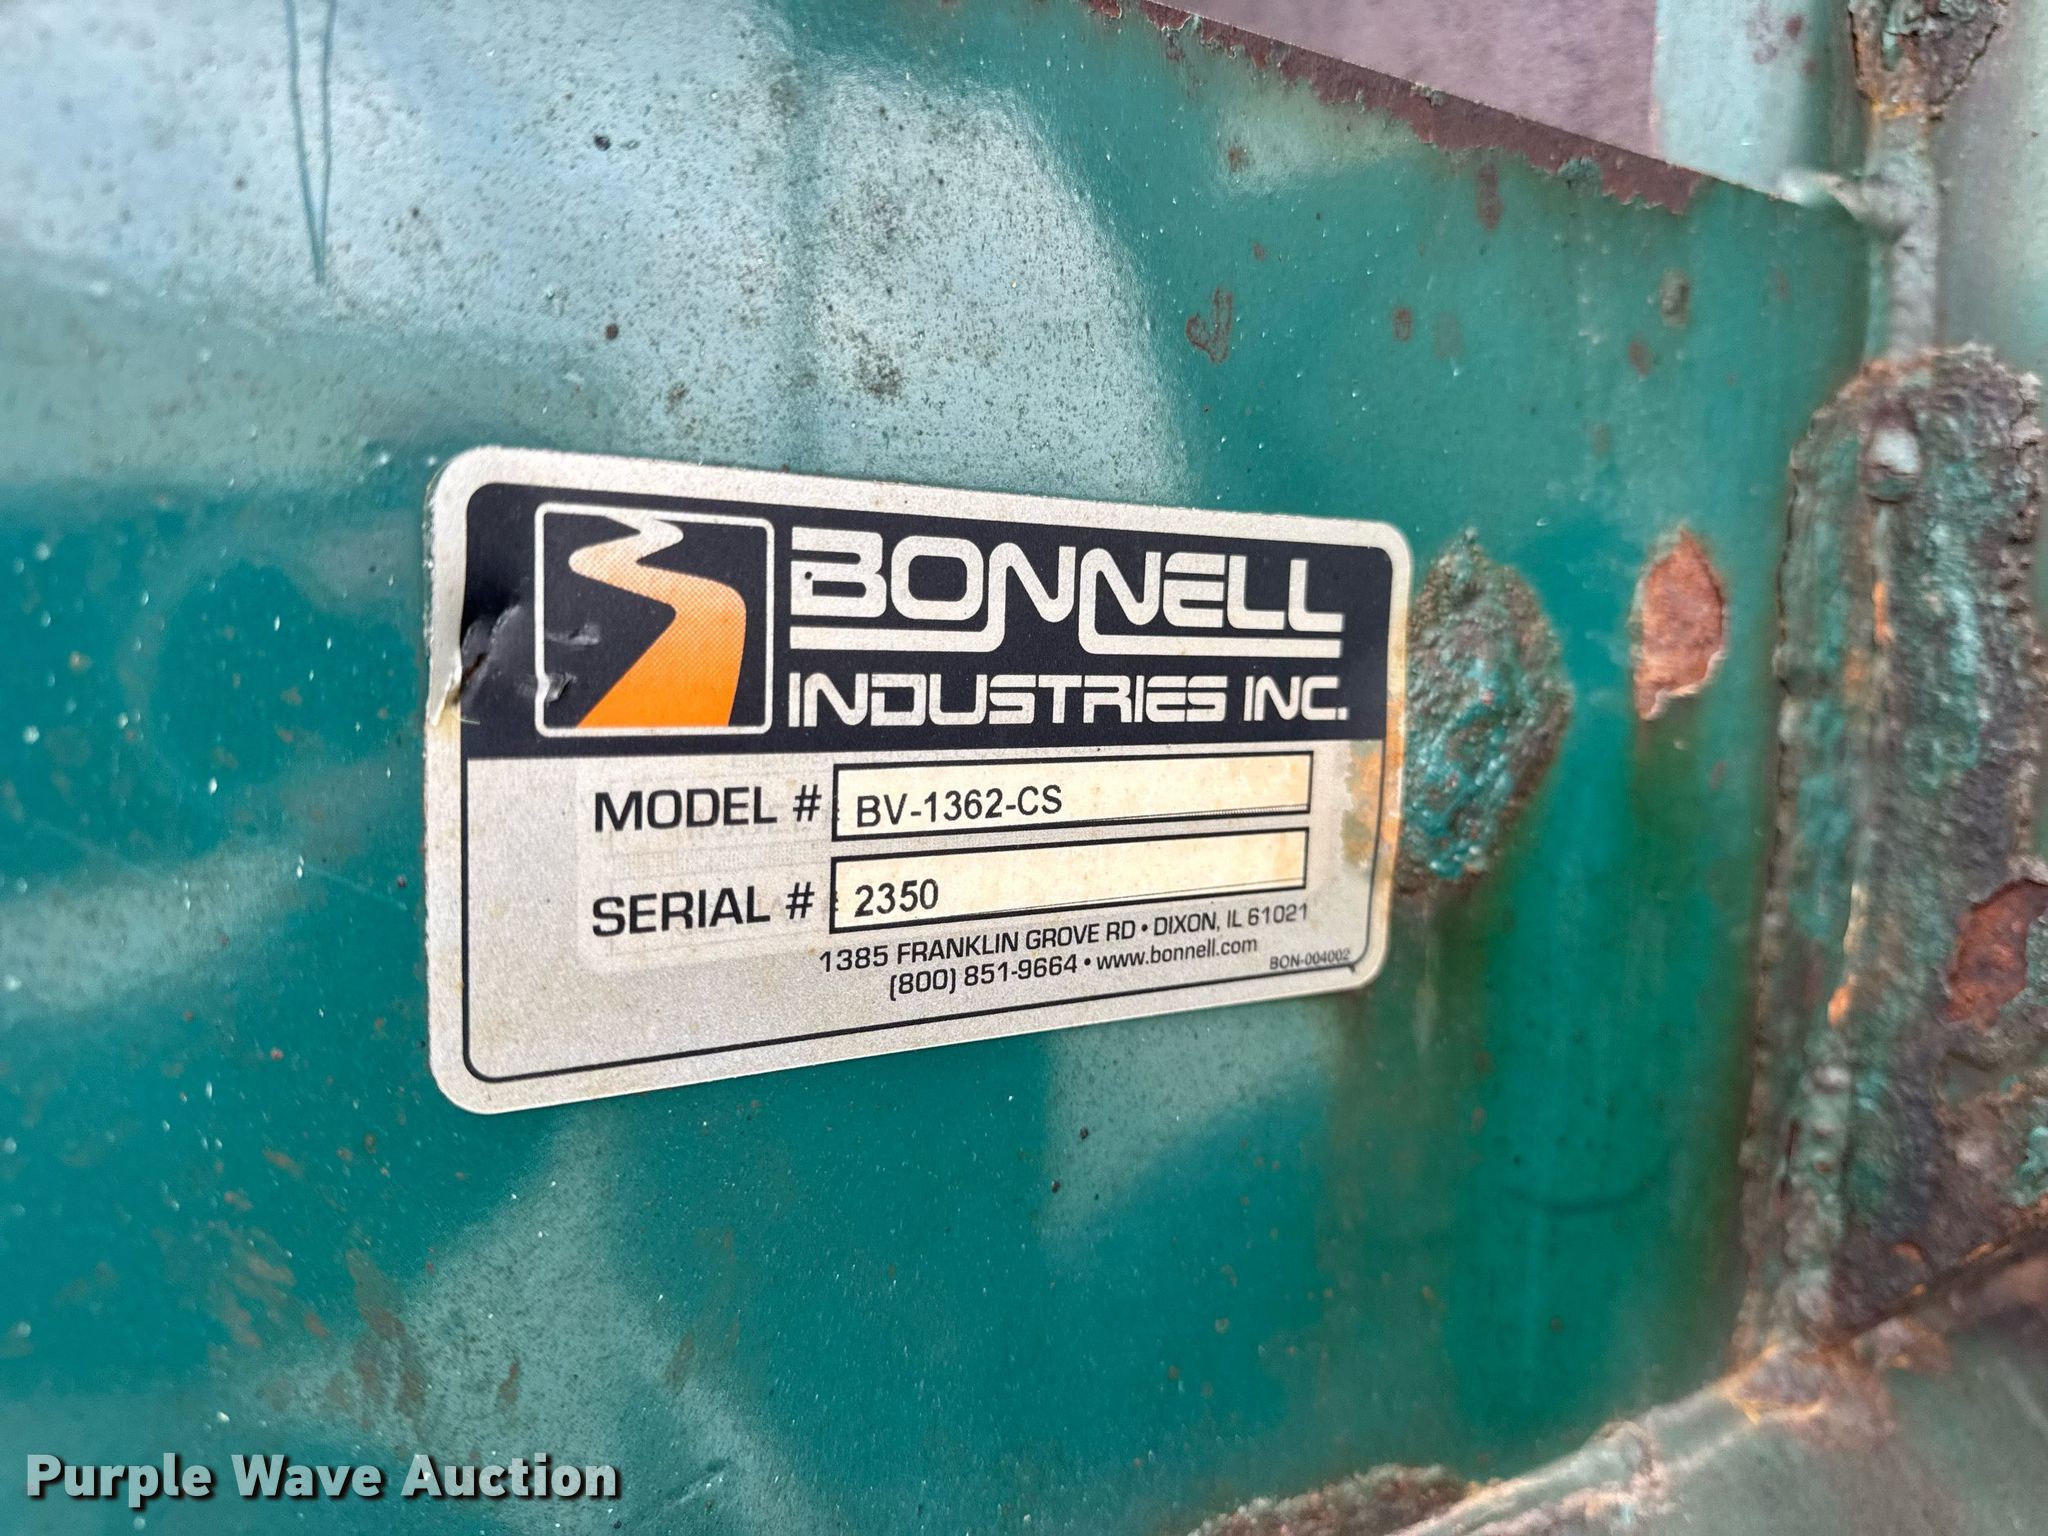 BONNELL
INDUSTRIES INC.
MODEL # BV-1362-CS
SERIAL # 2350
1385 FRANKLIN GROVE RD • DIXON, IL 61021
(800) 851-9664 • www.bonnell.com
BON-004002
Purple Wave Auction